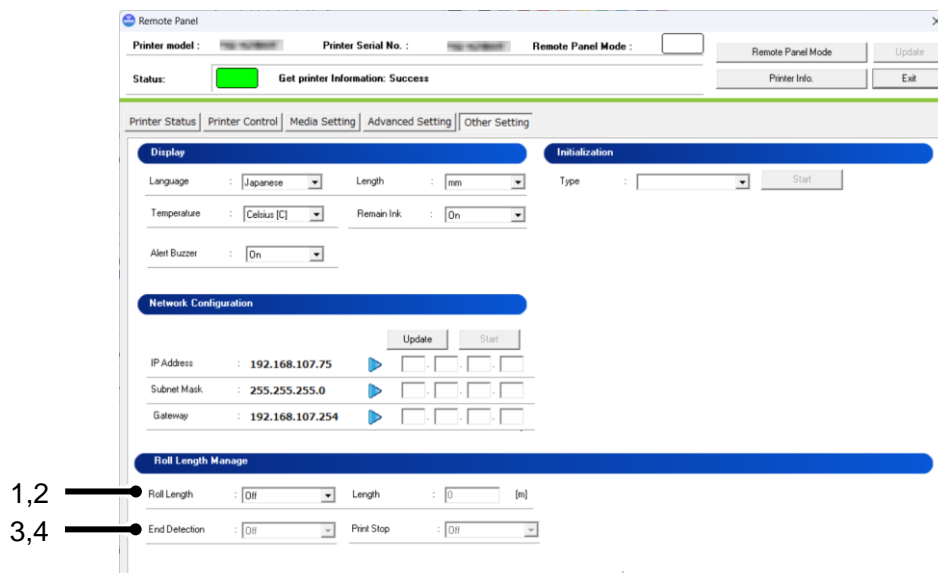 Remote Panel
Printer model :
Printer Serial No. :
Remote Panel Mode :
Remote Panel Mode
Update
Status:
Get printer Information: Success
Printer Info.
Exit
Printer Status
Printer Control
Media Setting
Advanced Setting
Other Setting
Display
Initialization
Language : Japanese
Length : mm
Type :
Start
Temperature : Celsius [C]
Remain Ink : On
Alert Buzzer : On
Network Configuration
Update
Start
IP Address : 192.168.107.75
. . .
Subnet Mask : 255.255.255.0
. . .
Gateway : 192.168.107.254
. . .
Roll Length Manage
1,2
Roll Length : Off
Length : 0 [m]
3,4
End Detection : Off
Print Stop : Off